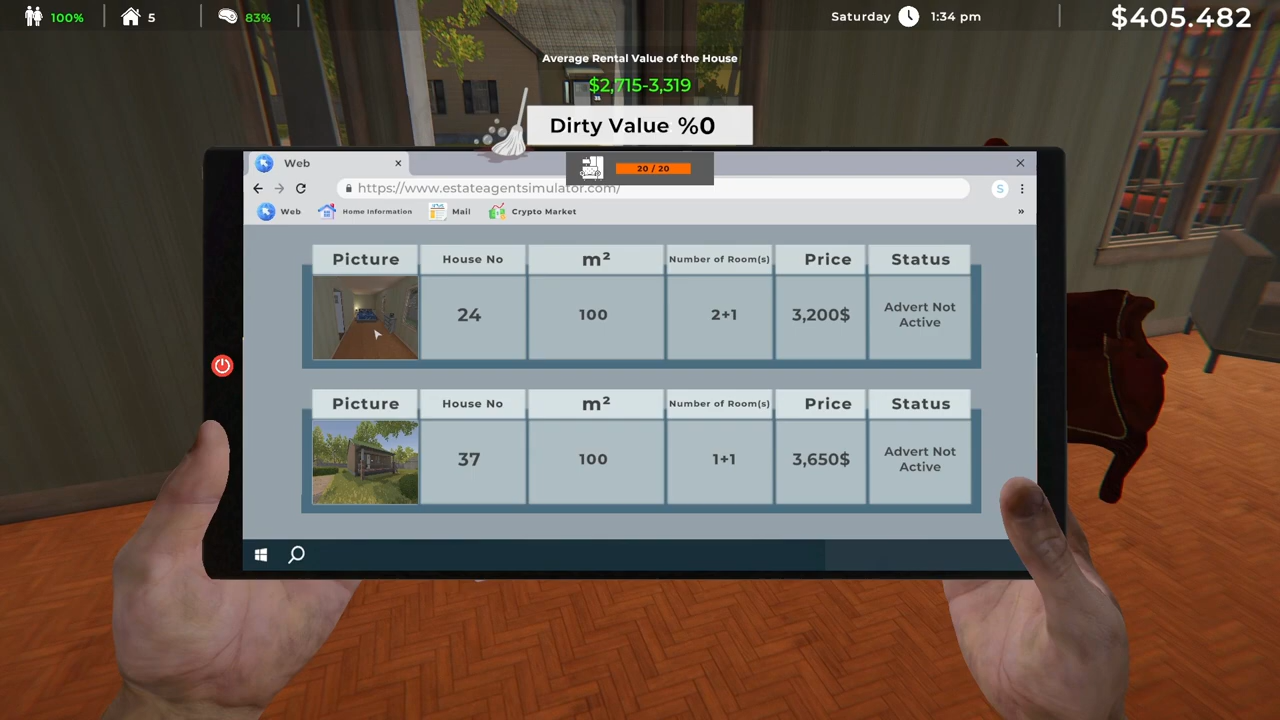 100%
5
83%
Saturday
1:34 pm
$405.482
Average Rental Value of the House
$2,715-3,319
Dirty Value %0
20 / 20
Web
https://www.estateagentsimulator.com/
S
Web
Home Information
Mail
Crypto Market
Picture
House No
m²
Number of Room(s)
Price
Status
24
100
2+1
3,200$
Advert Not
Active
Picture
House No
m²
Number of Room(s)
Price
Status
37
100
1+1
3,650$
Advert Not
Active